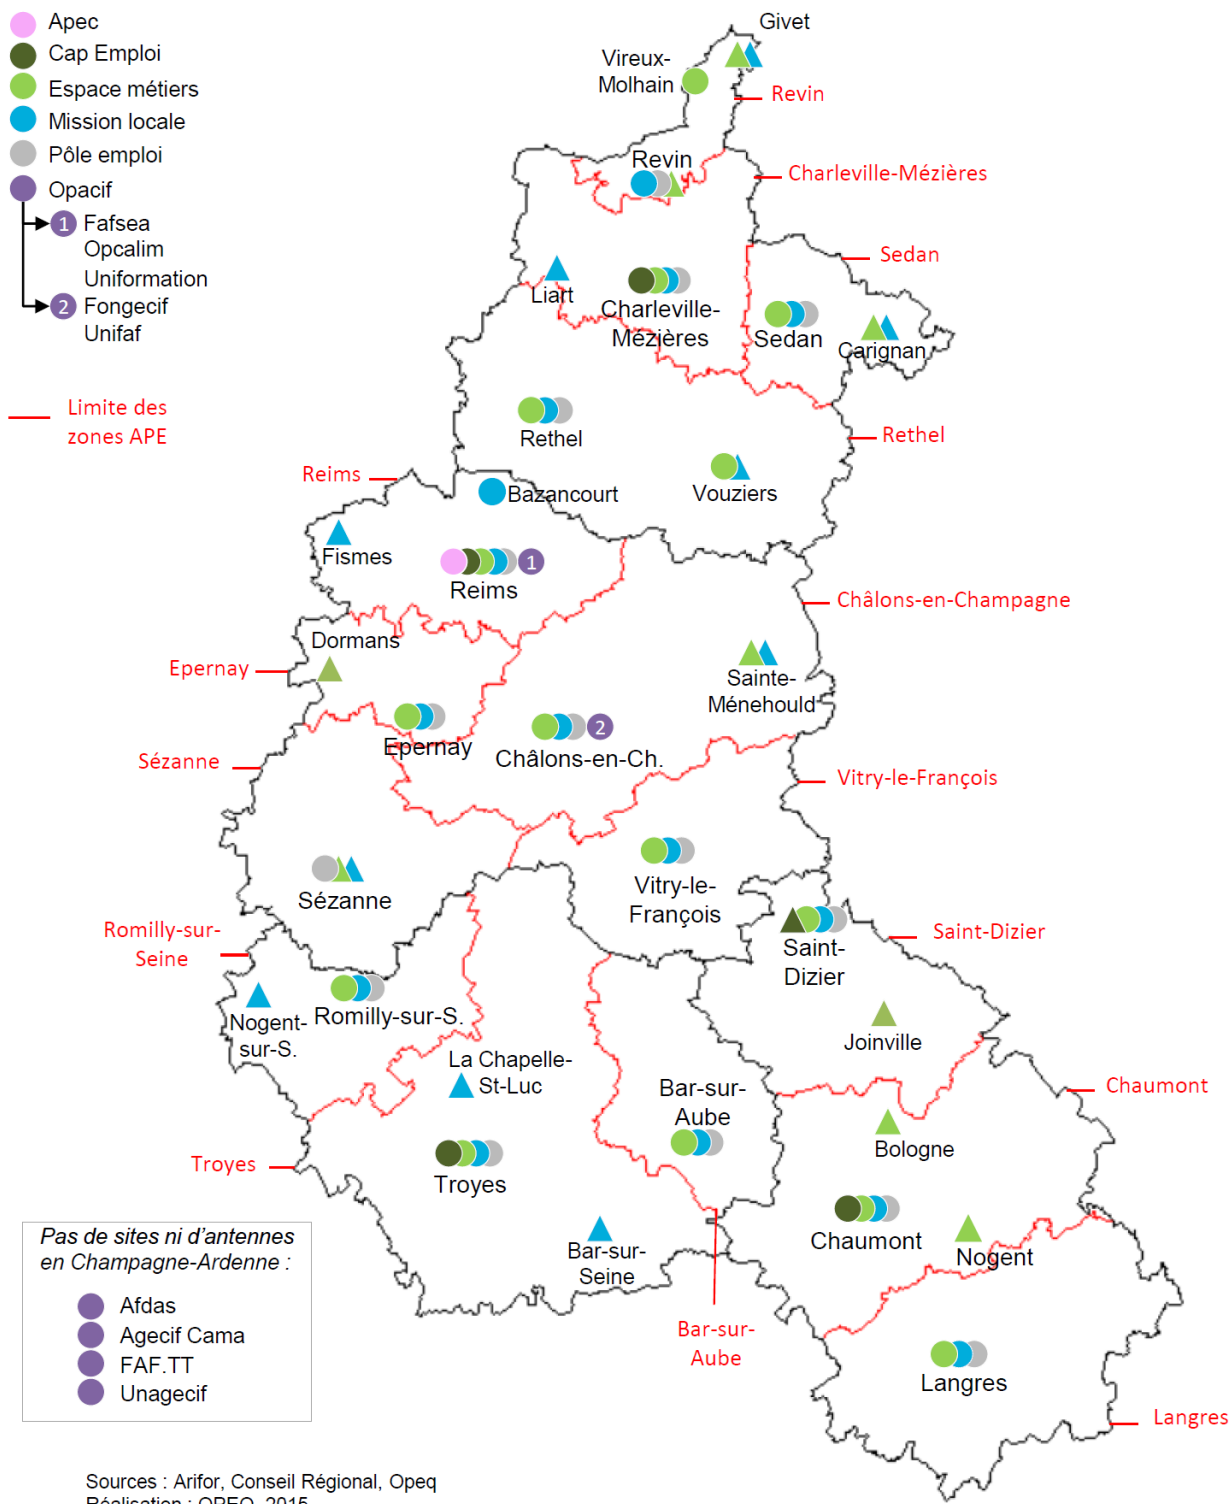 Apec
Cap Emploi
Espace métiers
Mission locale
Pôle emploi
Opacif
1 Fafsea
Opcalim
Uniformation
2 Fongecif
Unifaf
Limite des
zones APE
Givet
Vireux-
Molhain
Revin
Revin
Charleville-Mézières
Sedan
Liart
Charleville-
Mézières
Sedan
Carignan
Rethel
Rethel
Vouziers
Reims
Bazancourt
Fismes
1
Reims
Châlons-en-Champagne
Dormans
Epernay
Sainte-
Ménehould
Epernay
2
Châlons-en-Ch.
Sézanne
Vitry-le-François
Sézanne
Vitry-le-
François
Romilly-sur-
Seine
Saint-Dizier
Saint-
Dizier
Nogent-
sur-S.
Romilly-sur-S.
Joinville
La Chapelle-
St-Luc
Bar-sur-
Aube
Chaumont
Bologne
Troyes
Troyes
Chaumont
Nogent
Bar-sur-
Seine
Bar-sur-
Aube
Langres
Langres
Pas de sites ni d'antennes
en Champagne-Ardenne :
Afdas
Agecif Cama
FAF.TT
Unagecif
Sources : Arifor, Conseil Régional, Opeq
Réalisation : OPEQ, 2015